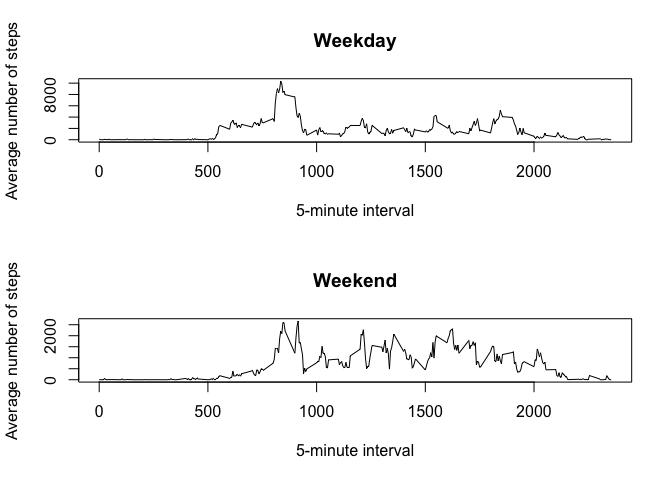 Weekday
Average number of steps
8000
0
0 500 1000 1500 2000
5-minute interval
Weekend
Average number of steps
2000
0
0 500 1000 1500 2000
5-minute interval